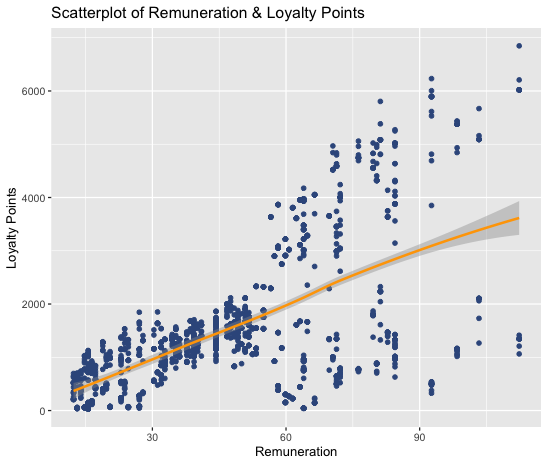 Scatterplot of Remuneration & Loyalty Points
6000
4000
2000
0
Loyalty Points
30 60 90
Remuneration